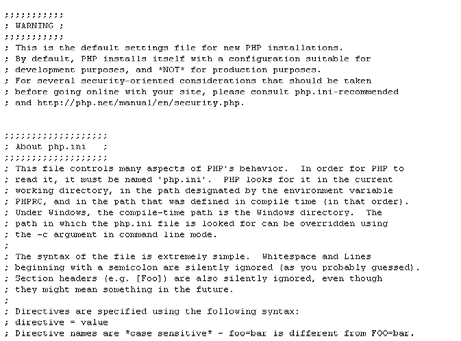 ;;;;;;;;;;;
; WARNING ;
;;;;;;;;;;;
; This is the default settings file for new PHP installations.
; By default, PHP installs itself with a configuration suitable for
; development purposes, and *NOT* for production purposes.
; For several security-oriented considerations that should be taken
; before going online with your site, please consult php.ini-recommended
; and http://php.net/manual/en/security.php.
;;;;;;;;;;;;;;;;;;;
; About php.ini   ;
;;;;;;;;;;;;;;;;;;;
; This file controls many aspects of PHP's behavior.  In order for PHP to
; read it, it must be named 'php.ini'.  PHP looks for it in the current
; working directory, in the path designated by the environment variable
; PHPRC, and in the path that was defined in compile time (in that order).
; Under Windows, the compile-time path is the Windows directory.  The
; path in which the php.ini file is looked for can be overridden using
; the -c argument in command line mode.
;
; The syntax of the file is extremely simple.  Whitespace and Lines
; beginning with a semicolon are silently ignored (as you probably guessed).
; Section headers (e.g. [Foo]) are also silently ignored, even though
; they might mean something in the future.
;
; Directives are specified using the following syntax:
; directive = value
; Directive names are *case sensitive* - foo=bar is different from FOO=bar.